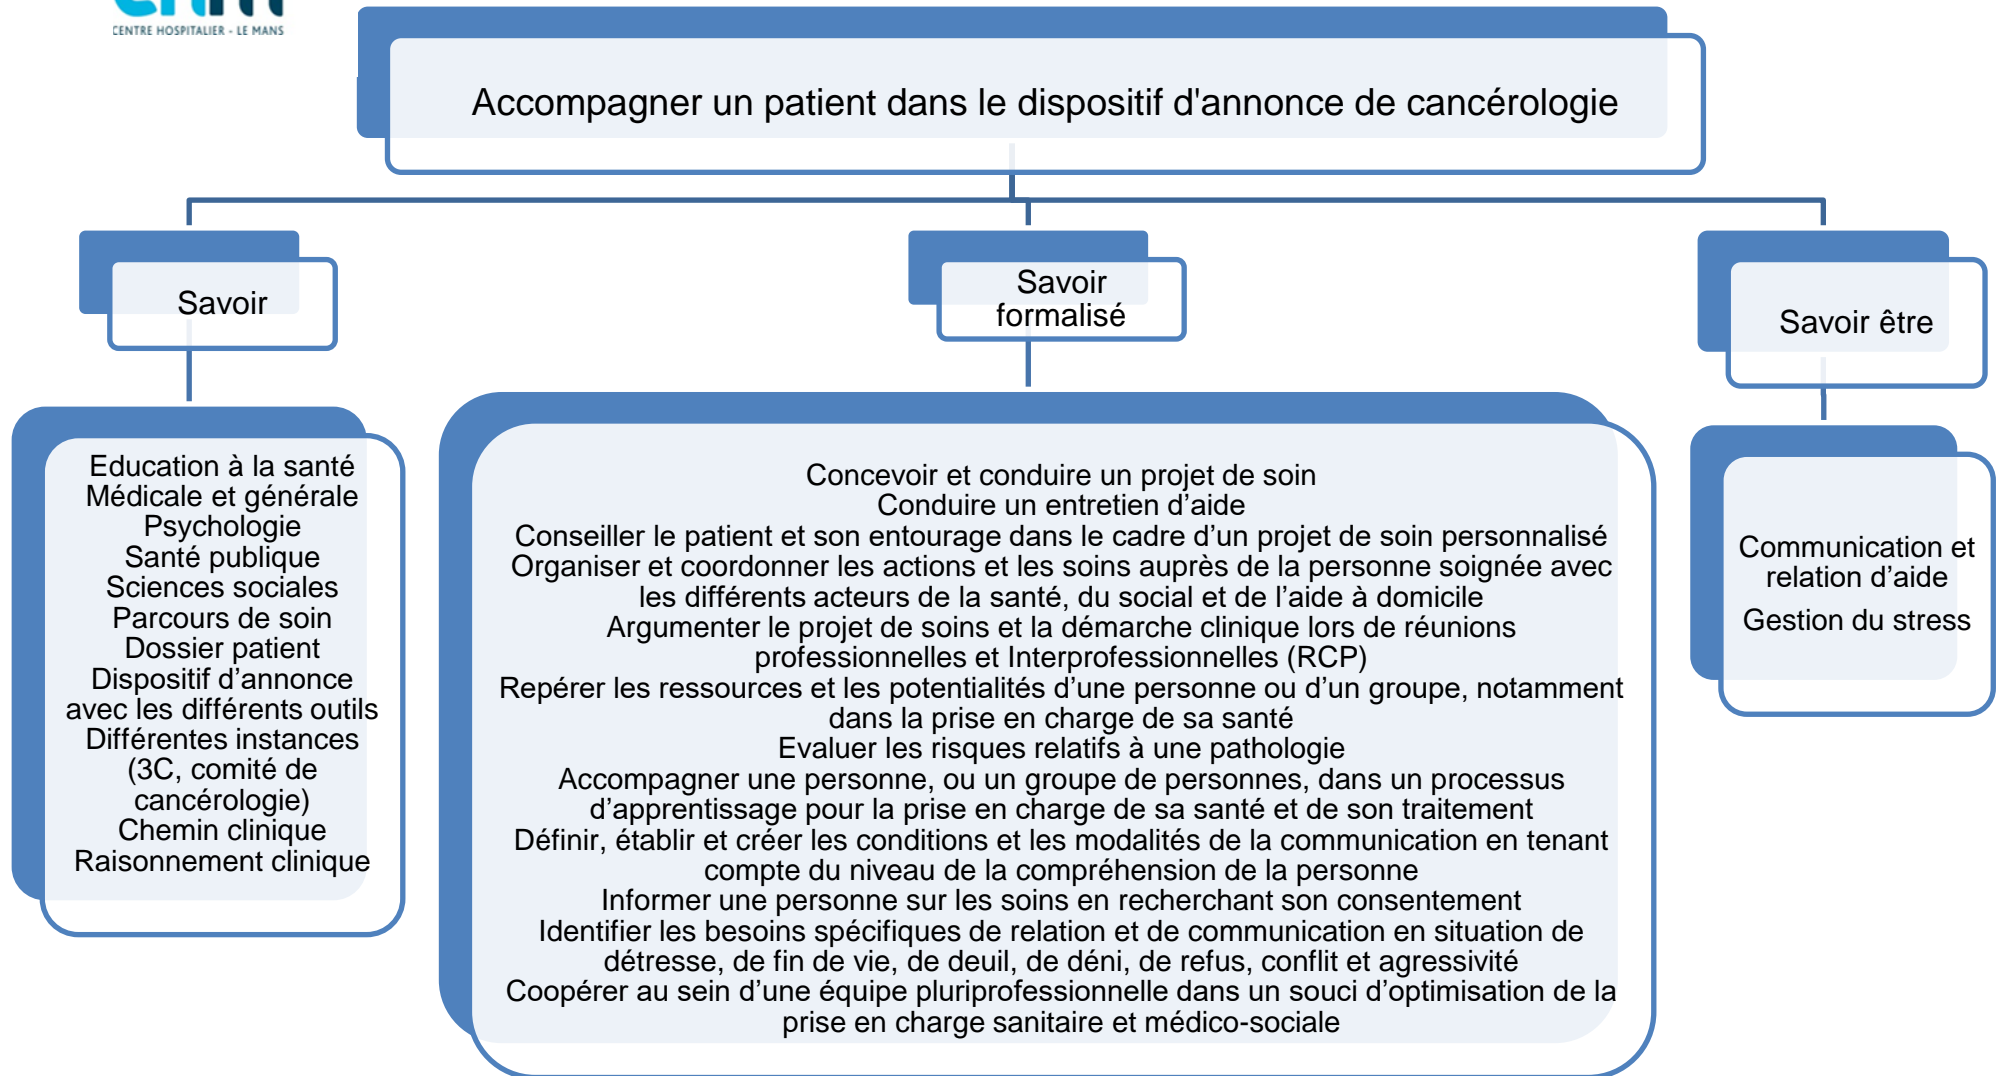 CENTRE HOSPITALIER - LE MANS
Accompagner un patient dans le dispositif d'annonce de cancérologie
Savoir
Savoir
formalisé
Savoir être
Education à la santé
Médicale et générale
Psychologie
Santé publique
Sciences sociales
Parcours de soin
Dossier patient
Dispositif d’annonce
avec les différents outils
Différentes instances
(3C, comité de
cancérologie)
Chemin clinique
Raisonnement clinique
Concevoir et conduire un projet de soin
Conduire un entretien d’aide
Conseiller le patient et son entourage dans le cadre d’un projet de soin personnalisé
Organiser et coordonner les actions et les soins auprès de la personne soignée avec
les différents acteurs de la santé, du social et de l’aide à domicile
Argumenter le projet de soins et la démarche clinique lors de réunions
professionnelles et Interprofessionnelles (RCP)
Repérer les ressources et les potentialités d’une personne ou d’un groupe, notamment
dans la prise en charge de sa santé
Evaluer les risques relatifs à une pathologie
Accompagner une personne, ou un groupe de personnes, dans un processus
d’apprentissage pour la prise en charge de sa santé et de son traitement
Définir, établir et créer les conditions et les modalités de la communication en tenant
compte du niveau de la compréhension de la personne
Informer une personne sur les soins en recherchant son consentement
Identifier les besoins spécifiques de relation et de communication en situation de
détresse, de fin de vie, de deuil, de déni, de refus, conflit et agressivité
Coopérer au sein d’une équipe pluriprofessionnelle dans un souci d’optimisation de la
prise en charge sanitaire et médico-sociale
Communication et
relation d’aide
Gestion du stress